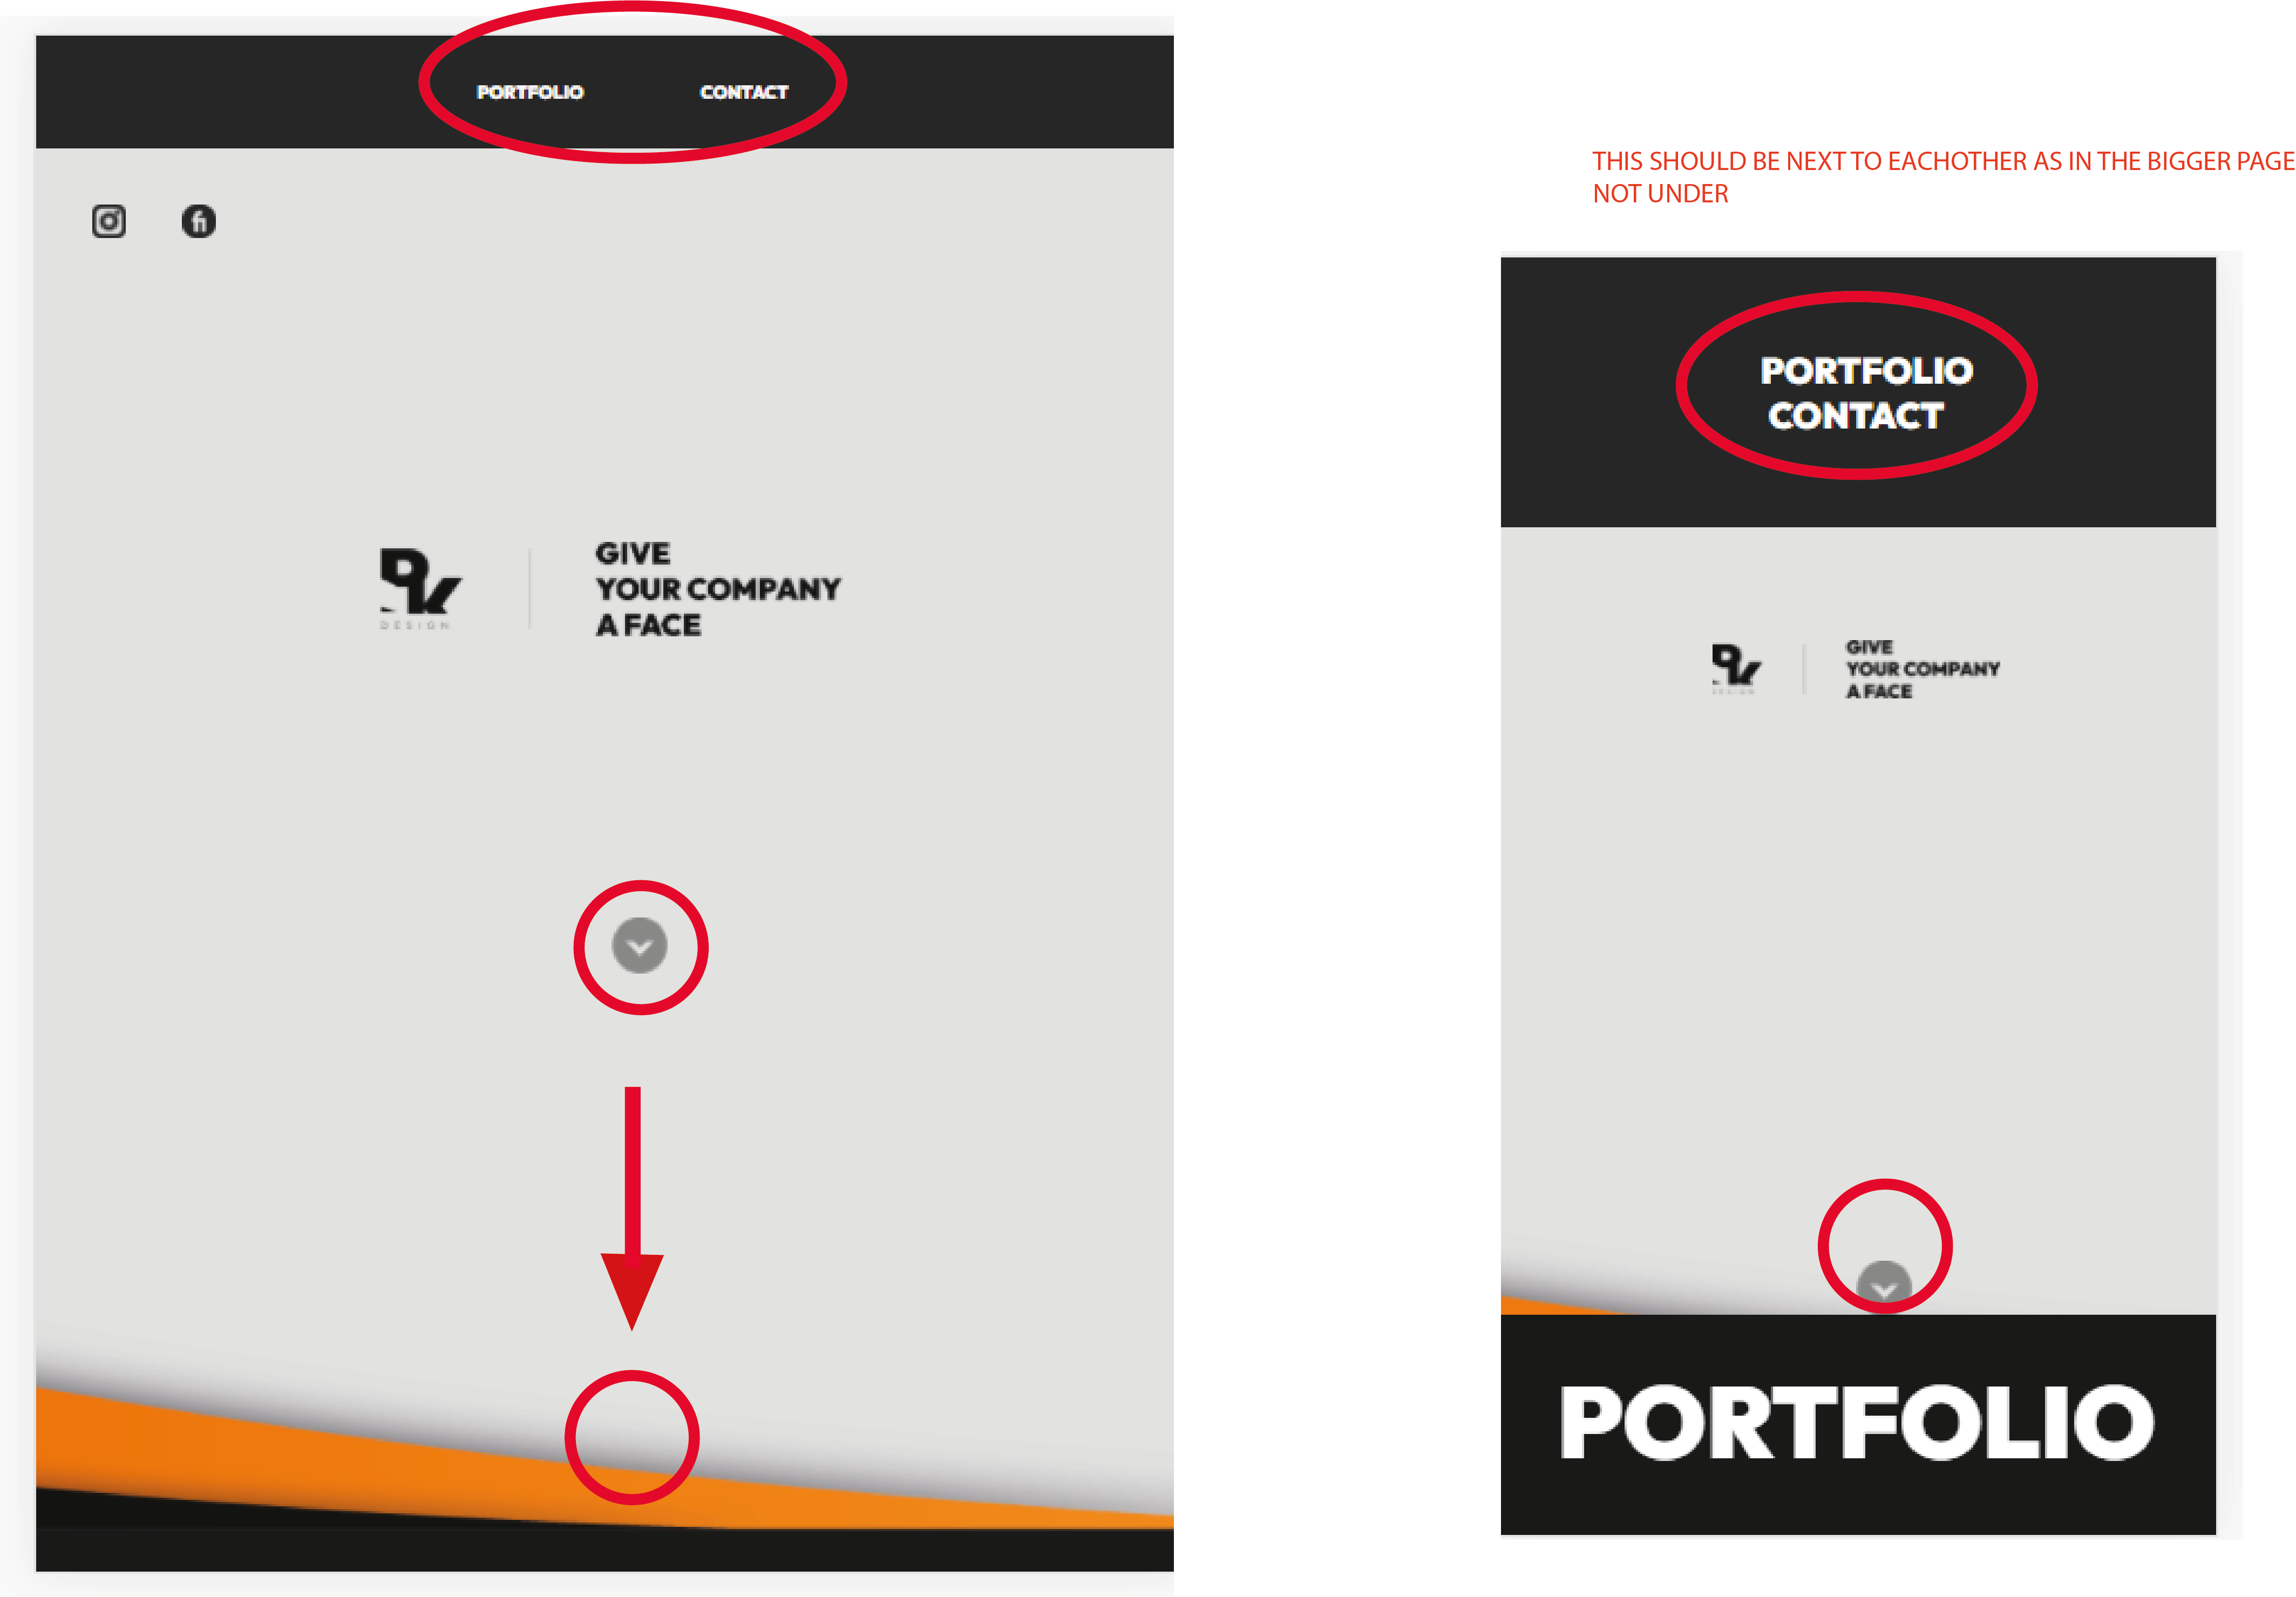 PORTFOLIO CONTACT
DESIGN
GIVE
YOUR COMPANY
A FACE
THIS SHOULD BE NEXT TO EACHOTHER AS IN THE BIGGER PAGE
NOT UNDER
PORTFOLIO
CONTACT
DESIGN
GIVE
YOUR COMPANY
A FACE
PORTFOLIO